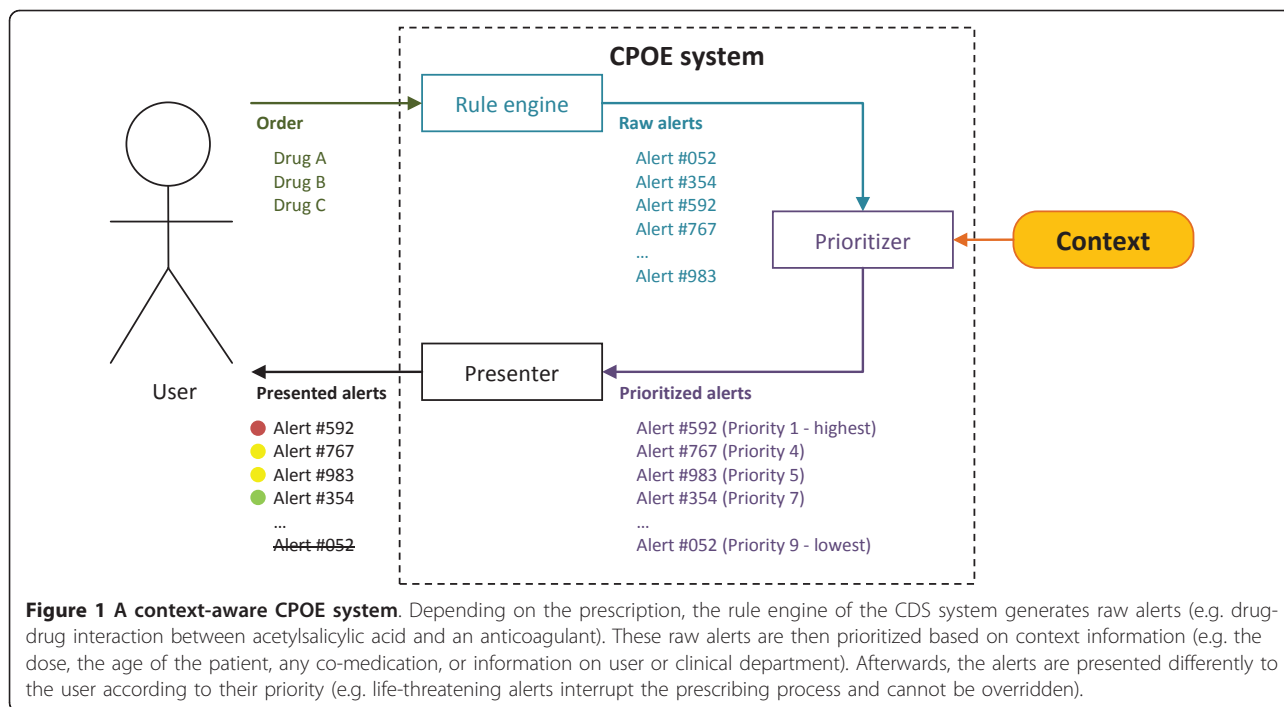 CPOE system
Rule engine
Order
Drug A
Drug B
Drug C
Raw alerts
Alert #052
Alert #354
Alert #592
Alert #767
...
Alert #983
Prioritizer
Context
User
Presenter
Presented alerts
Alert #592
Alert #767
Alert #983
Alert #354
...
Alert #052
Prioritized alerts
Alert #592 (Priority 1 - highest)
Alert #767 (Priority 4)
Alert #983 (Priority 5)
Alert #354 (Priority 7)
...
Alert #052 (Priority 9 - lowest)
Figure 1 A context-aware CPOE system. Depending on the prescription, the rule engine of the CDS system generates raw alerts (e.g. drug-
drug interaction between acetylsalicylic acid and an anticoagulant). These raw alerts are then prioritized based on context information (e.g. the
dose, the age of the patient, any co-medication, or information on user or clinical department). Afterwards, the alerts are presented differently to
the user according to their priority (e.g. life-threatening alerts interrupt the prescribing process and cannot be overridden).